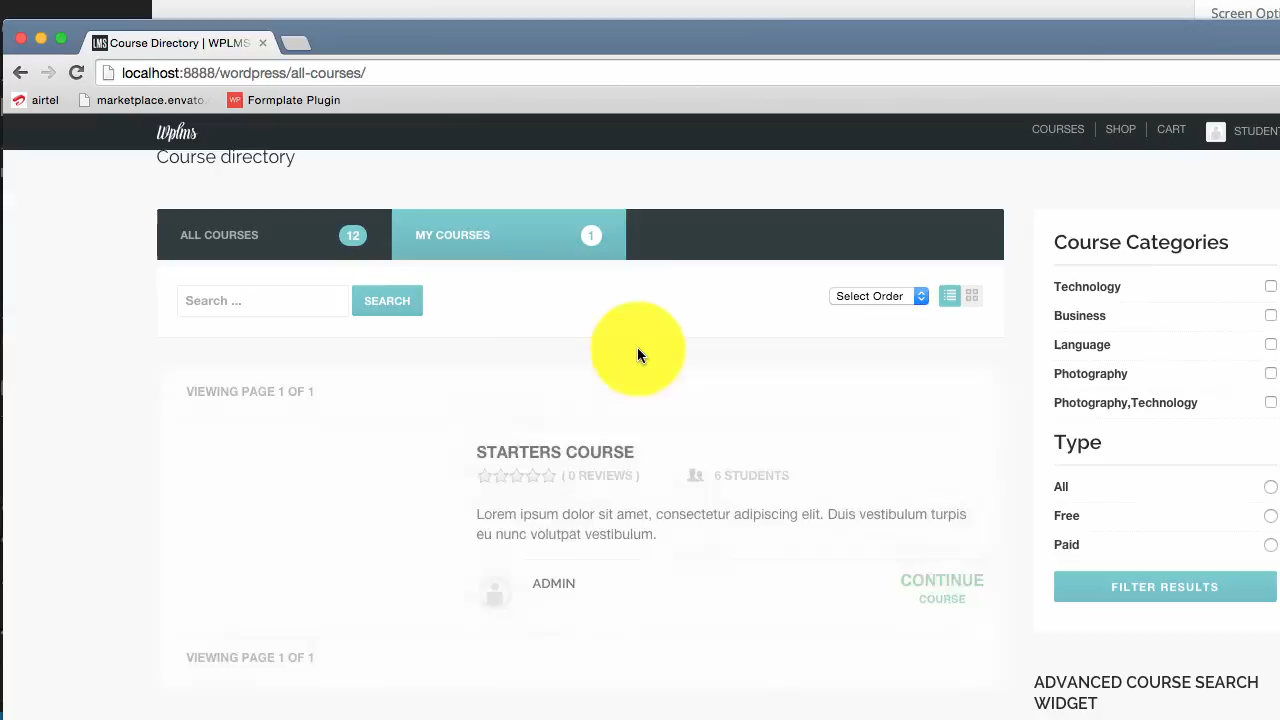 Screen Opti
LMS Course Directory | WPLMS
localhost:8888/wordpress/all-courses/
airtel marketplace.envato. WP Formplate Plugin
Wplms COURSES SHOP CART STUDENT
Course directory
ALL COURSES 12 MY COURSES 1
Search ... SEARCH Select Order
VIEWING PAGE 1 OF 1
STARTERS COURSE
( 0 REVIEWS ) 6 STUDENTS
Lorem ipsum dolor sit amet, consectetur adipiscing elit. Duis vestibulum turpis
eu nunc volutpat vestibulum.
ADMIN CONTINUE
COURSE
VIEWING PAGE 1 OF 1
Course Categories
Technology
Business
Language
Photography
Photography,Technology
Type
All
Free
Paid
FILTER RESULTS
ADVANCED COURSE SEARCH
WIDGET